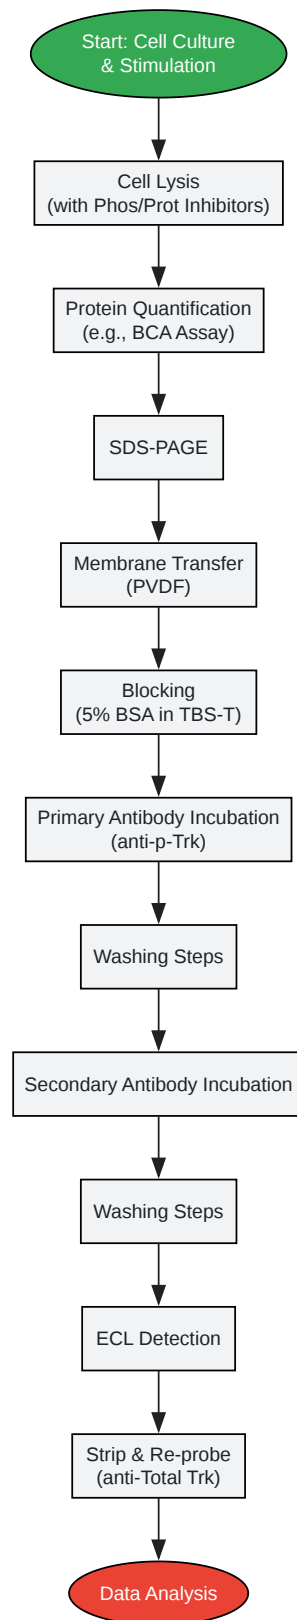 Start: Cell Culture
& Stimulation
Cell Lysis
(with Phos/Prot Inhibitors)
Protein Quantification
(e.g., BCA Assay)
SDS-PAGE
Membrane Transfer
(PVDF)
Blocking
(5% BSA in TBS-T)
Primary Antibody Incubation
(anti-p-Trk)
Washing Steps
Secondary Antibody Incubation
Washing Steps
ECL Detection
Strip & Re-probe
(anti-Total Trk)
Data Analysis